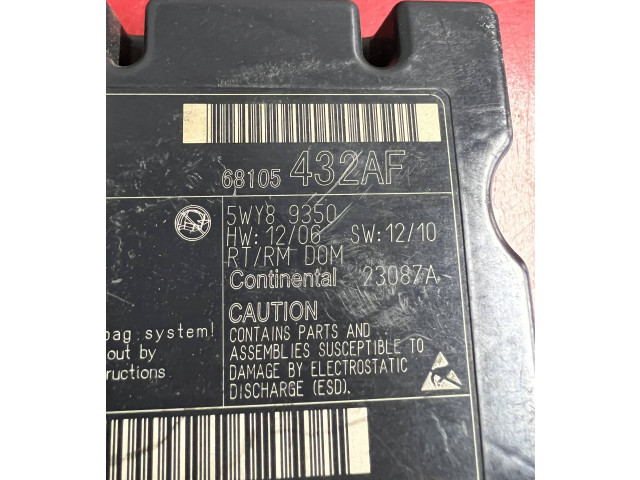 68105 432AF
5WY8 9350
HW: 12/06 SW: 12/10
RT/RM DOM
Continental 23087A
CAUTION
CONTAINS PARTS AND
ASSEMBLIES SUSCEPTIBLE TO
DAMAGE BY ELECTROSTATIC
DISCHARGE (ESD).
bag system!
out by
tructions